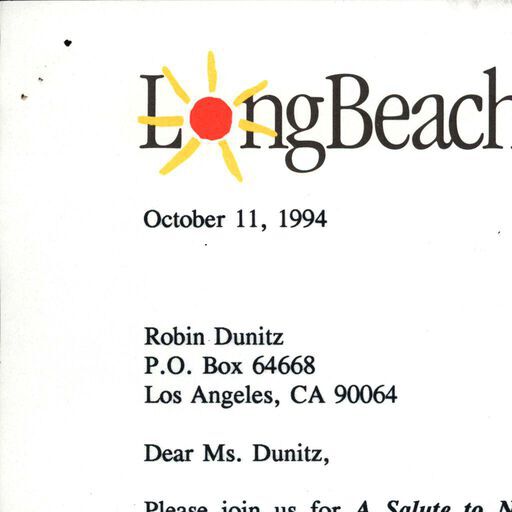 LongBeach
October 11, 1994
Robin Dunitz
P.O. Box 64668
Los Angeles, CA 90064
Dear Ms. Dunitz,
Please join us for A Salute to